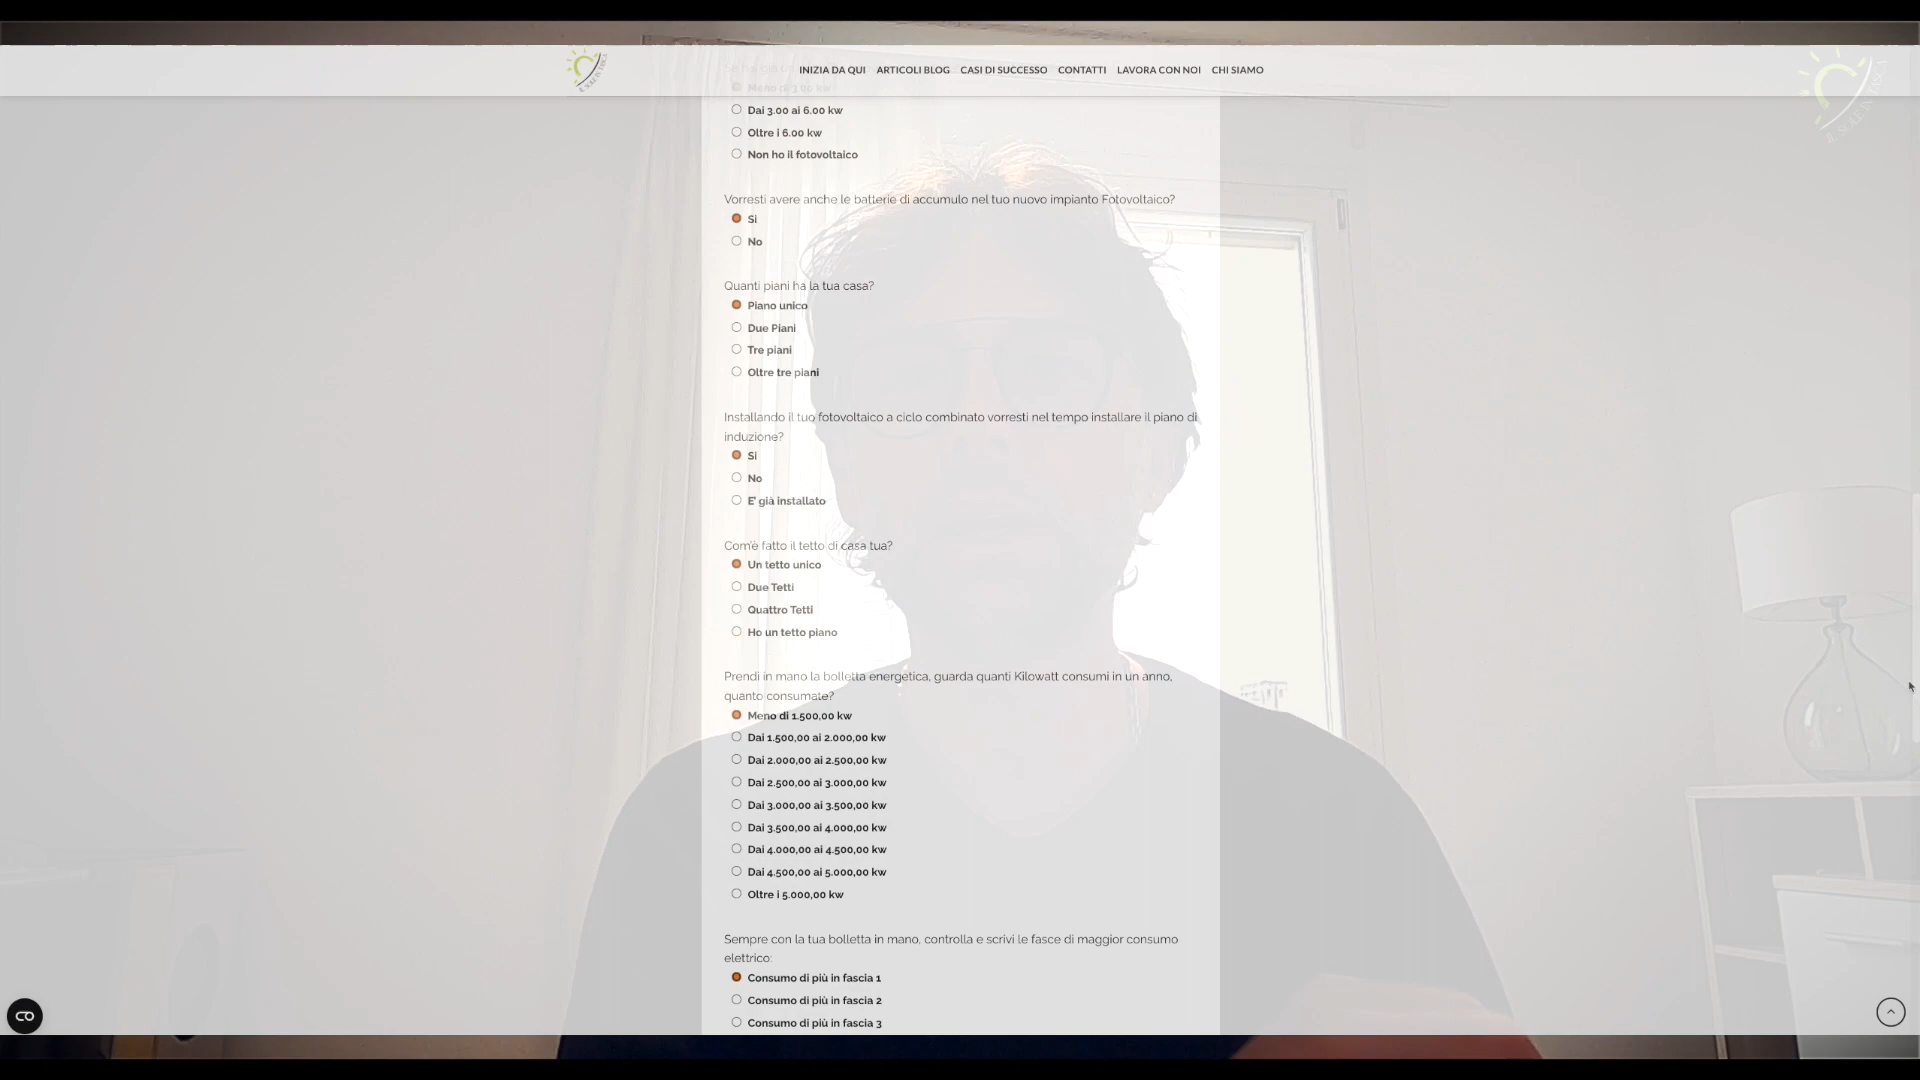 INIZIA DA QUI ARTICOLI BLOG CASI DI SUCCESSO CONTATTI LAVORA CON NOI CHI SIAMO
Meno di 3.00 kw
Dai 3.00 ai 6.00 kw
Oltre i 6.00 kw
Non ho il fotovoltaico
Vorresti avere anche le batterie di accumulo nel tuo nuovo impianto Fotovoltaico?
Sì
No
Quanti piani ha la tua casa?
Piano unico
Due Piani
Tre piani
Oltre tre piani
Installando il tuo fotovoltaico a ciclo combinato vorresti nel tempo installare il piano di
induzione?
Si
No
E' già installato
Com'è fatto il tetto di casa tua?
Un tetto unico
Due Tetti
Quattro Tetti
Ho un tetto piano
Prendi in mano la bolletta energetica, guarda quanti Kilowatt consumi in un anno,
quanto consumate?
Meno di 1.500,00 kw
Dai 1.500,00 ai 2.000,00 kw
Dai 2.000,00 ai 2.500,00 kw
Dai 2.500,00 ai 3.000,00 kw
Dai 3.000,00 ai 3.500,00 kw
Dai 3.500,00 ai 4.000,00 kw
Dai 4.000,00 ai 4.500,00 kw
Dai 4.500,00 ai 5.000,00 kw
Oltre i 5.000,00 kw
Sempre con la tua bolletta in mano, controlla e scrivi le fasce di maggior consumo
elettrico:
Consumo di più in fascia 1
Consumo di più in fascia 2
Consumo di più in fascia 3
IL SOLE IN TASCA